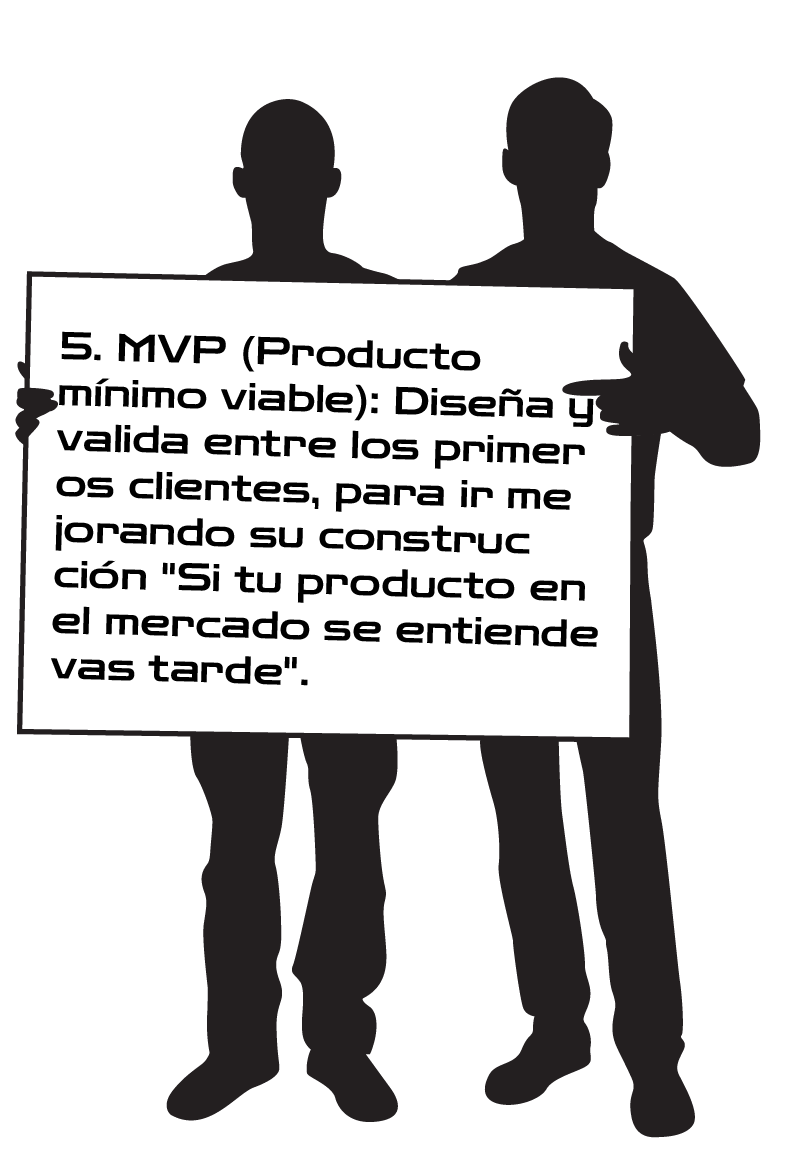 5. MVP (Producto
mínimo viable): Diseña y
valida entre los primer
os clientes, para ir me
jorando su construc
ción "Si tu producto en
el mercado se entiende
vas tarde".